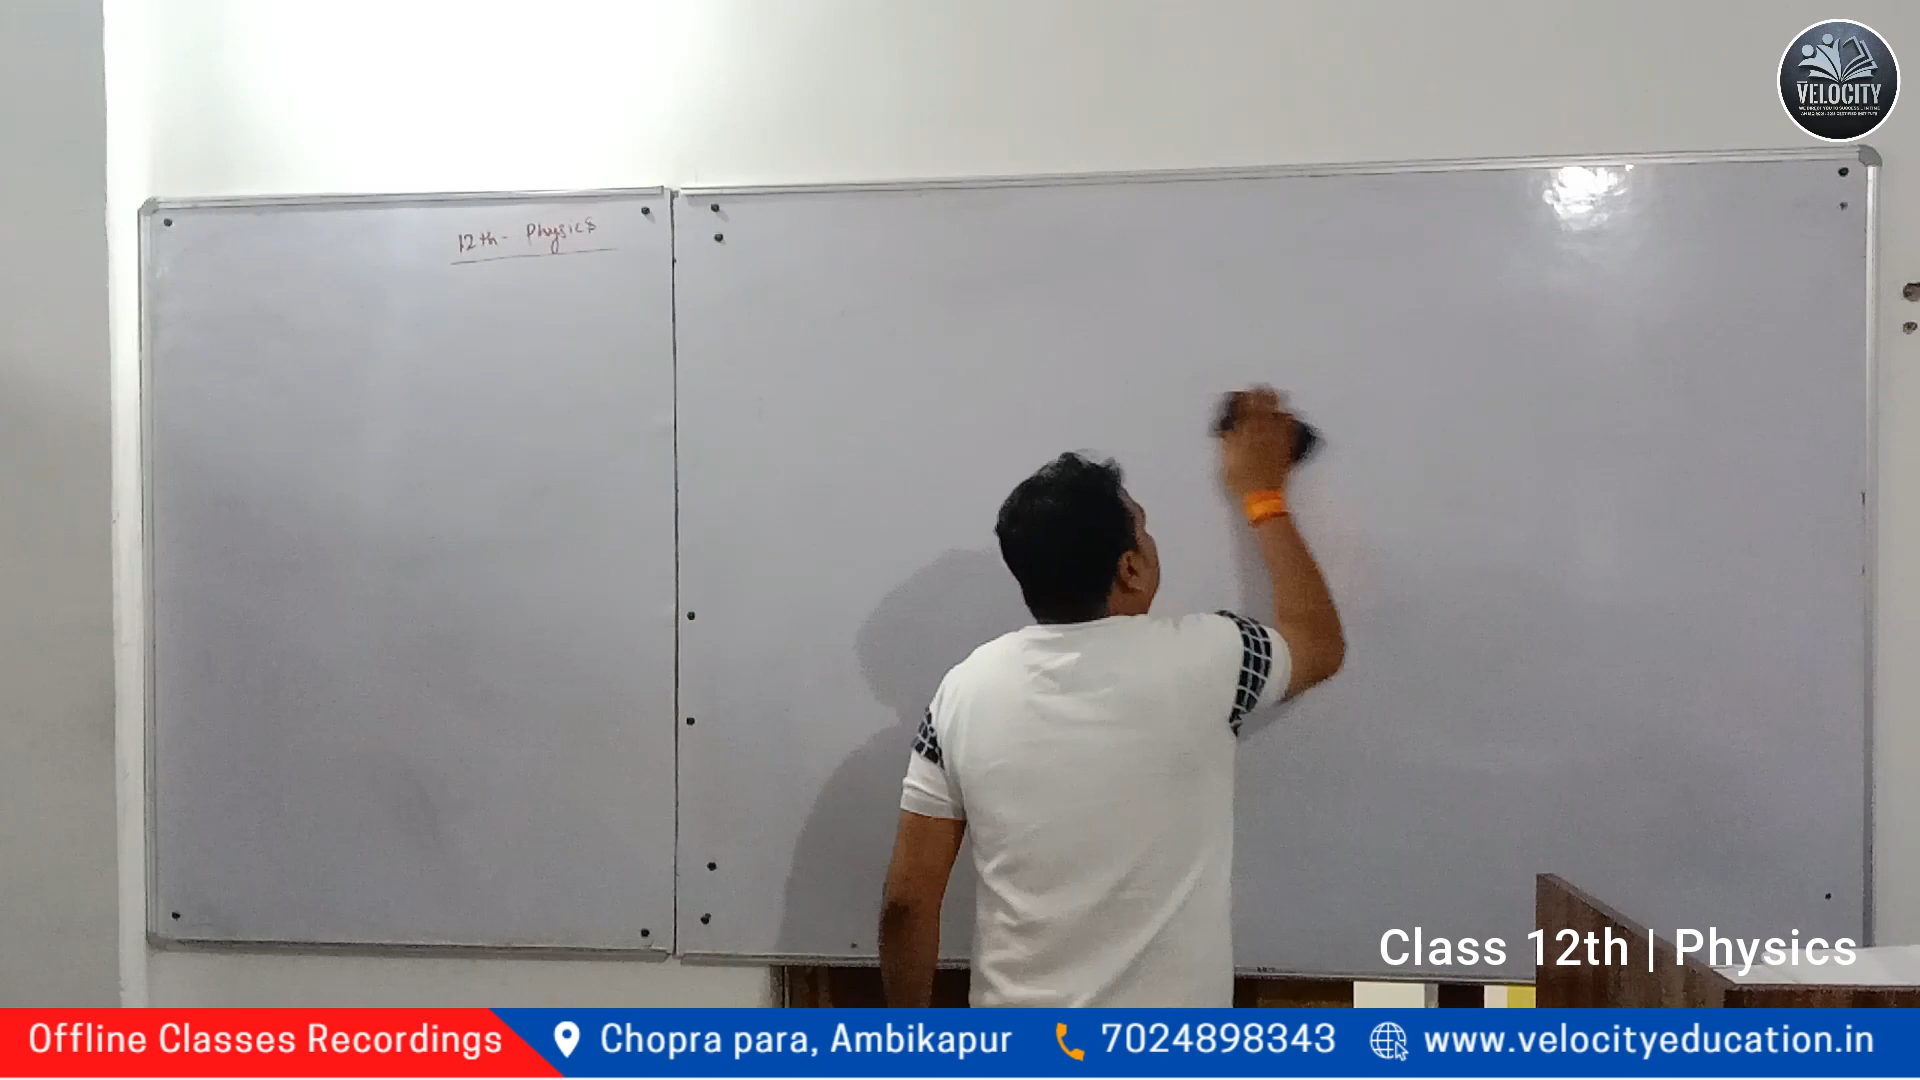 VELOCITY
12th - Physics
Class 12th | Physics
Offline Classes Recordings
Chopra para, Ambikapur
7024898343
www.velocityeducation.in